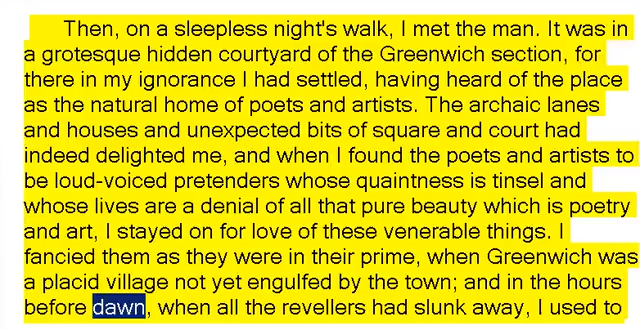 Then, on a sleepless night's walk, I met the man. It was in
a grotesque hidden courtyard of the Greenwich section, for
there in my ignorance I had settled, having heard of the place
as the natural home of poets and artists. The archaic lanes
and houses and unexpected bits of square and court had
indeed delighted me, and when I found the poets and artists to
be loud-voiced pretenders whose quaintness is tinsel and
whose lives are a denial of all that pure beauty which is poetry
and art, I stayed on for love of these venerable things. I
fancied them as they were in their prime, when Greenwich was
a placid village not yet engulfed by the town; and in the hours
before dawn, when all the revellers had slunk away, I used to